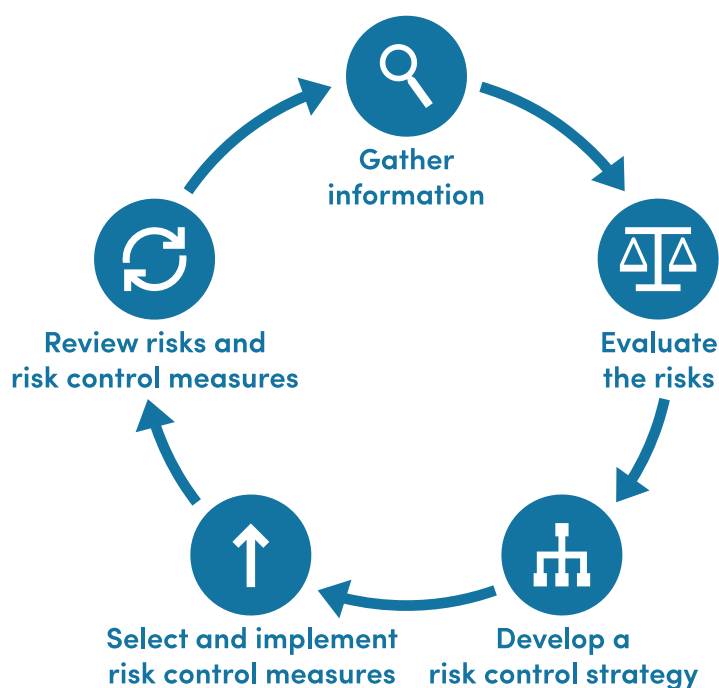 Gather
information
Evaluate
the risks
Develop a
risk control strategy
Select and implement
risk control measures
Review risks and
risk control measures